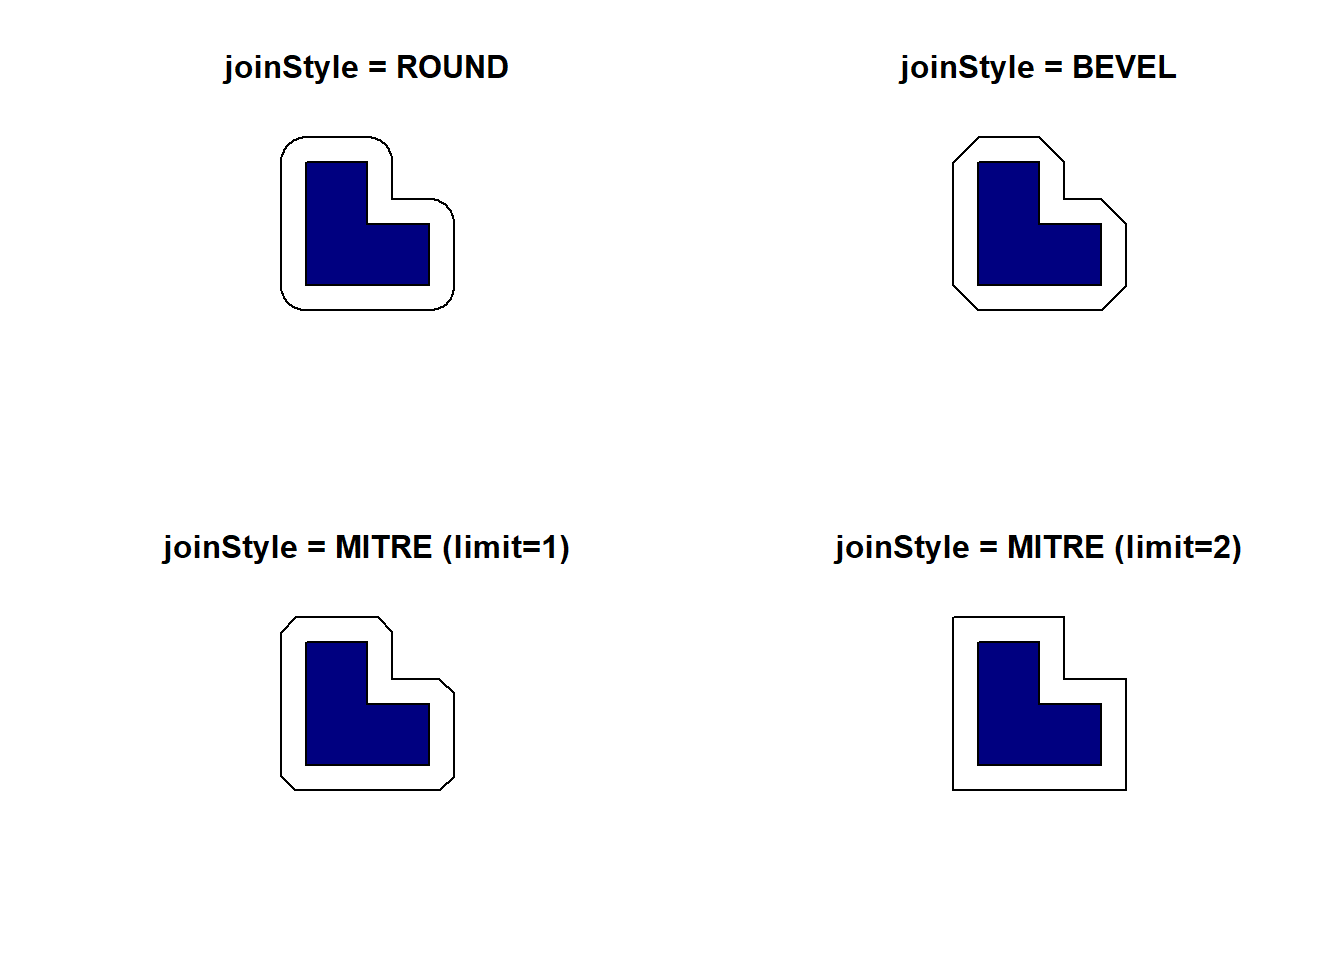 joinStyle = ROUND
joinStyle = BEVEL
joinStyle = MITRE (limit=1)
joinStyle = MITRE (limit=2)